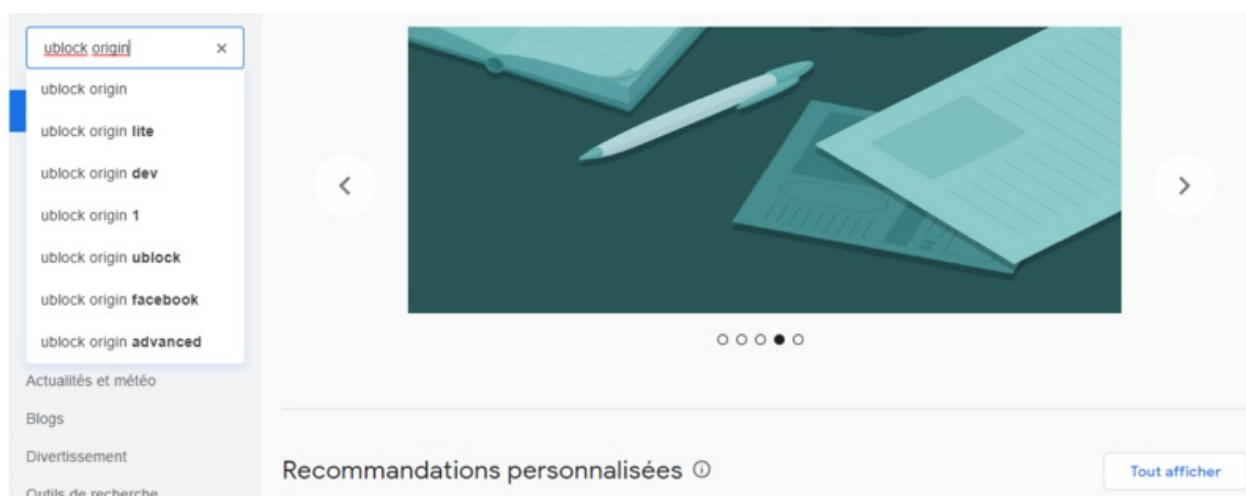 ublock origin
ublock origin
ublock origin lite
ublock origin dev
ublock origin 1
ublock origin ublock
ublock origin facebook
ublock origin advanced
Actualités et météo
Blogs
Divertissement
Outils de recherche
Recommandations personnalisées
Tout afficher